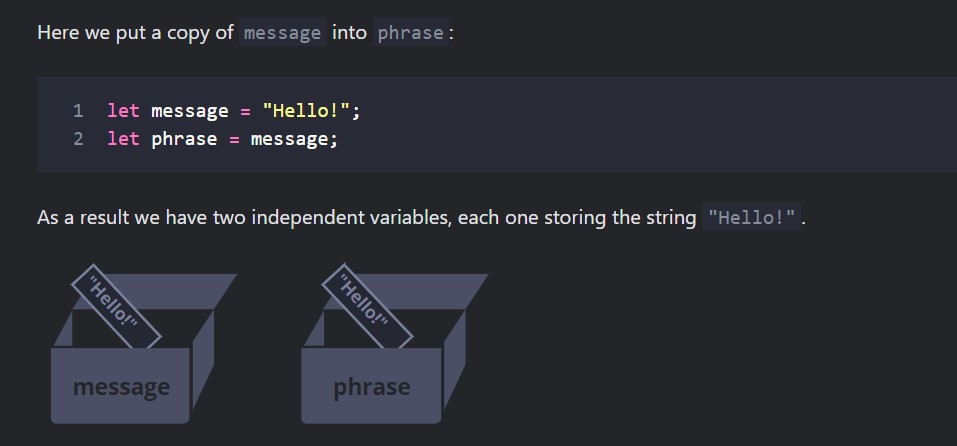 Here we put a copy of message into phrase:
1 let message = "Hello!";
2 let phrase = message;
As a result we have two independent variables, each one storing the string "Hello!".
"Hello!" "Hello!"
message phrase